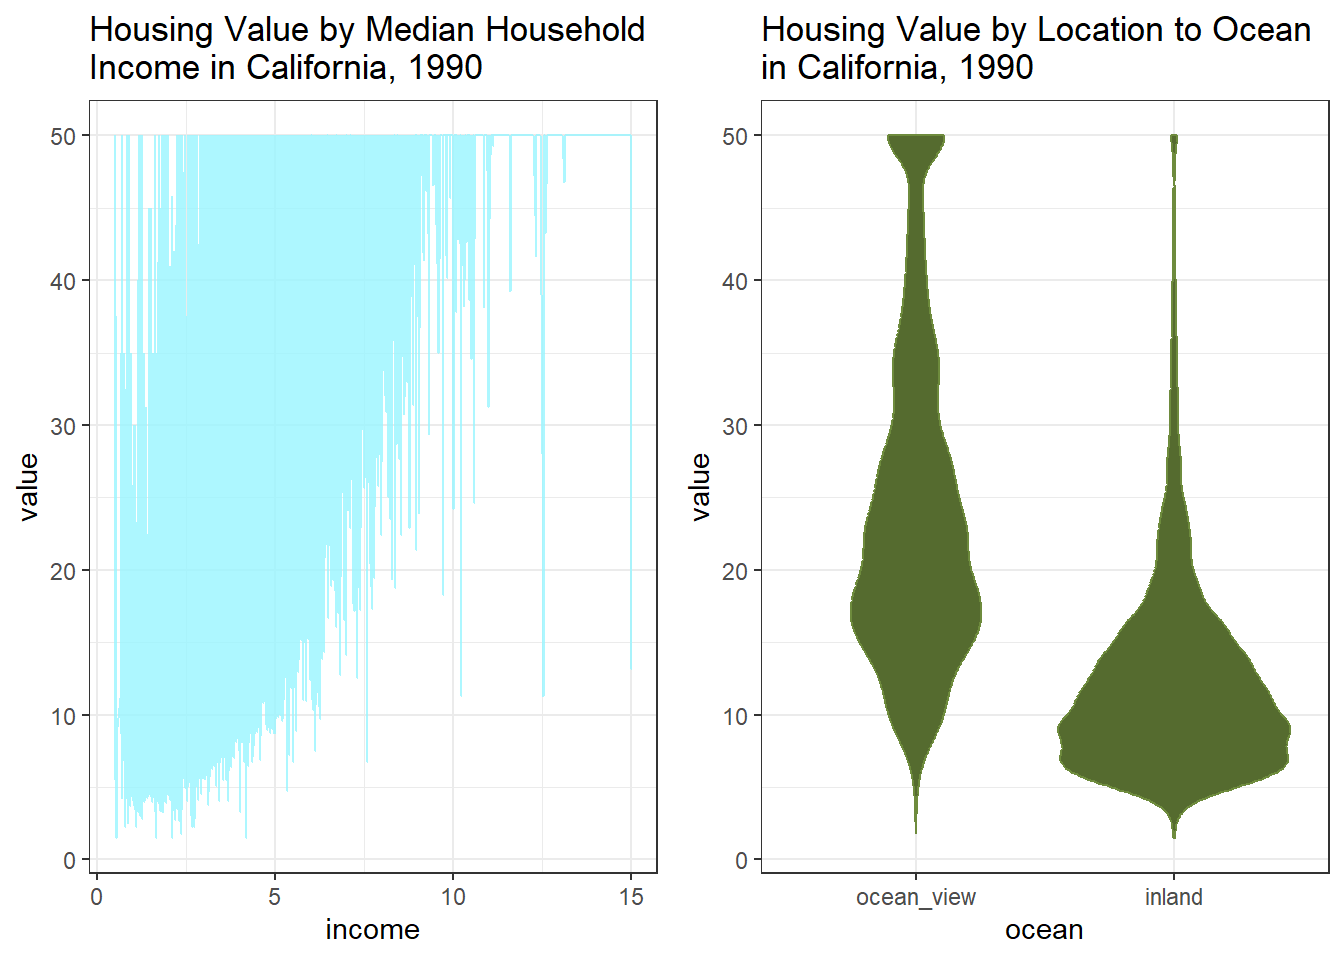 Housing Value by Median Household
Income in California, 1990
50
40
30
20
10
0
value
0 5 10 15
income
Housing Value by Location to Ocean
in California, 1990
50
40
30
20
10
0
value
ocean_view inland
ocean